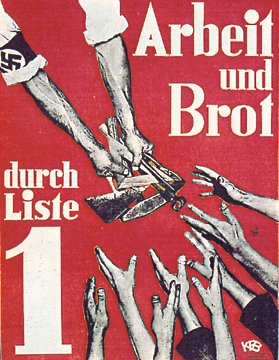 Arbeit
und
Brot
durch
Liste
1